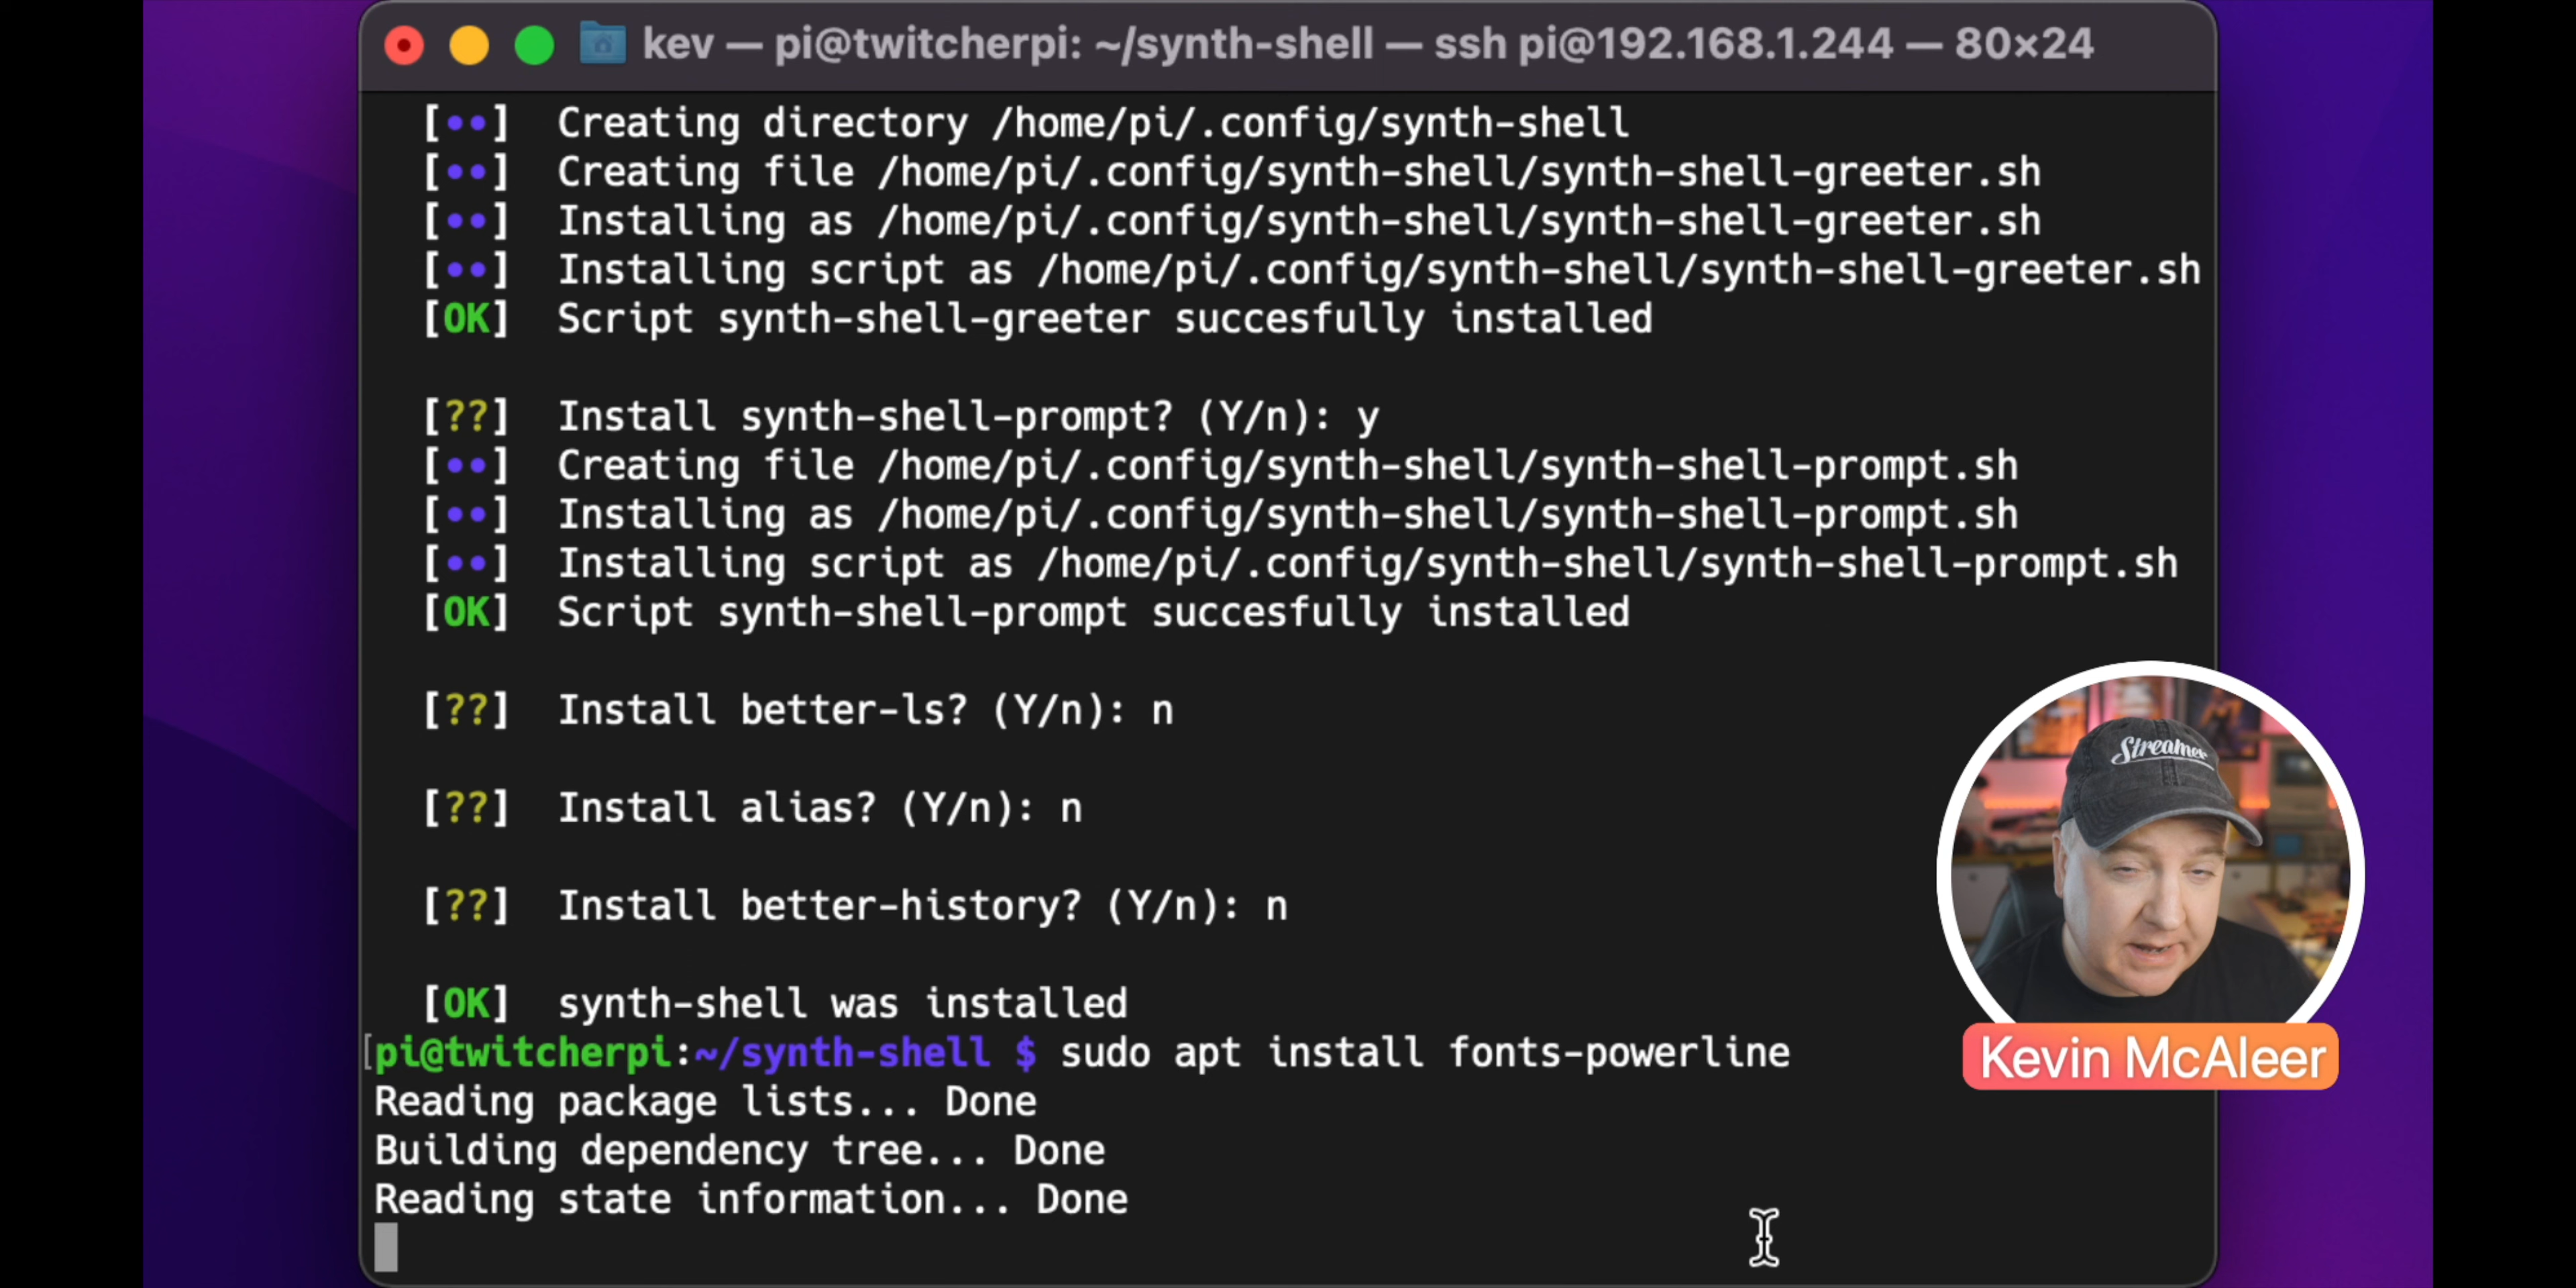 kev — pi@twitcherpi: ~/synth-shell — ssh pi@192.168.1.244 — 80×24
[••] Creating directory /home/pi/.config/synth-shell
[••] Creating file /home/pi/.config/synth-shell/synth-shell-greeter.sh
[••] Installing as /home/pi/.config/synth-shell/synth-shell-greeter.sh
[••] Installing script as /home/pi/.config/synth-shell/synth-shell-greeter.sh
[OK] Script synth-shell-greeter succesfully installed
[??] Install synth-shell-prompt? (Y/n): y
[••] Creating file /home/pi/.config/synth-shell/synth-shell-prompt.sh
[••] Installing as /home/pi/.config/synth-shell/synth-shell-prompt.sh
[••] Installing script as /home/pi/.config/synth-shell/synth-shell-prompt.sh
[OK] Script synth-shell-prompt succesfully installed
[??] Install better-ls? (Y/n): n
[??] Install alias? (Y/n): n
[??] Install better-history? (Y/n): n
[OK] synth-shell was installed
[pi@twitcherpi:~/synth-shell $ sudo apt install fonts-powerline
Reading package lists... Done
Building dependency tree... Done
Reading state information... Done
Streamer
Kevin McAleer